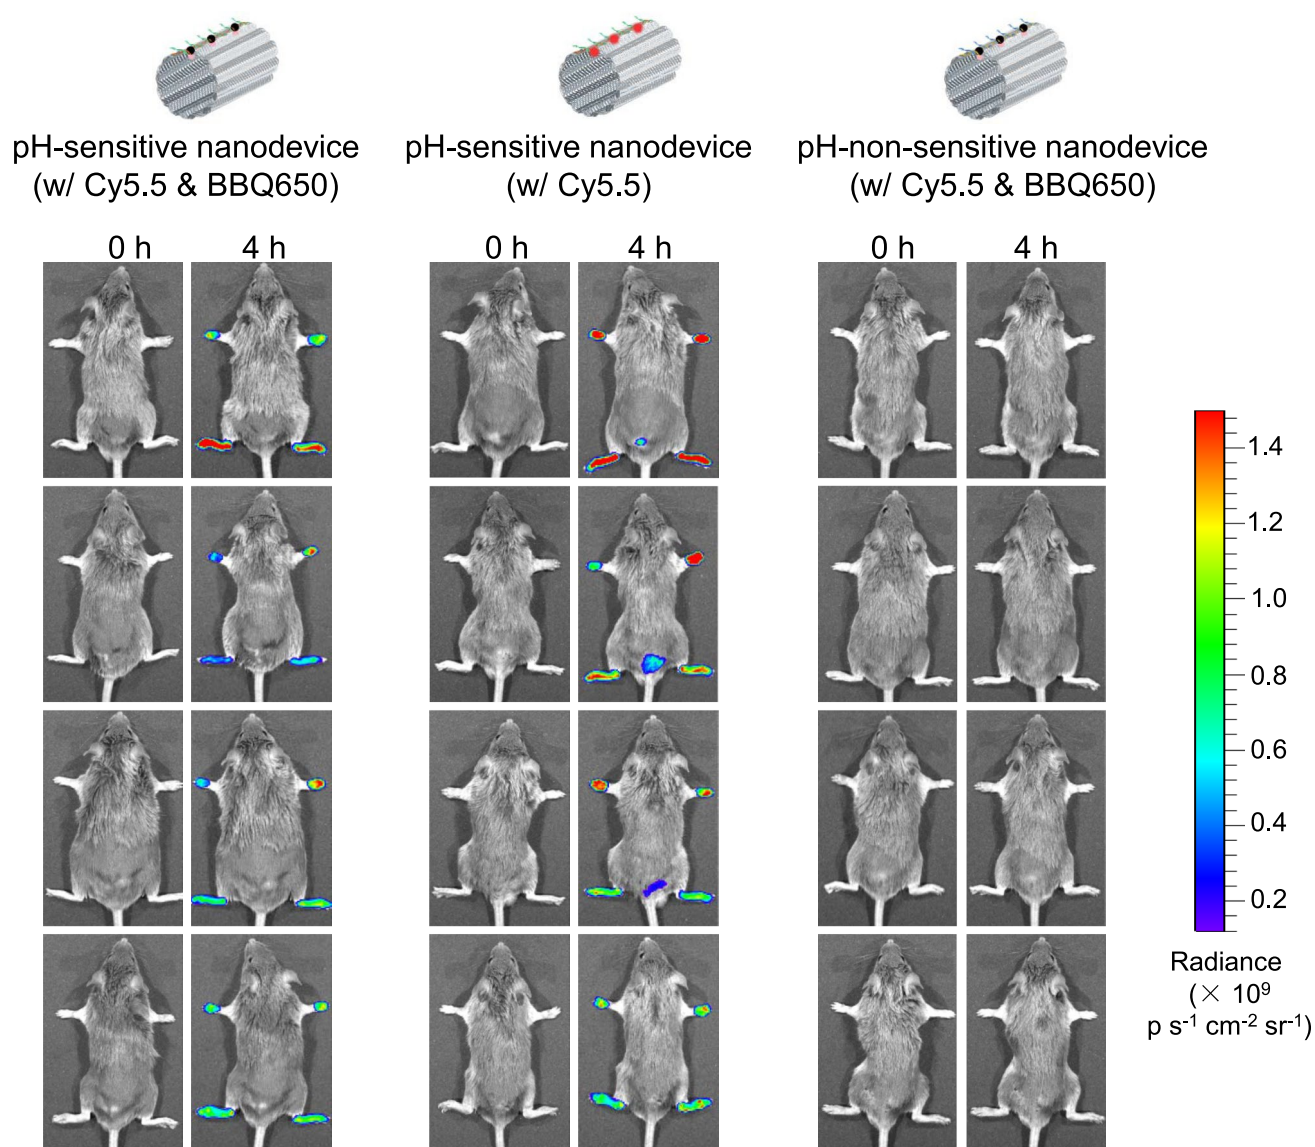 pH-sensitive nanodevice
(w/ Cy5.5 & BBQ650)
pH-sensitive nanodevice
(w/ Cy5.5)
pH-non-sensitive nanodevice
(w/ Cy5.5 & BBQ650)
0 h
4 h
0 h
4 h
0 h
4 h
1.4
1.2
1.0
0.8
0.6
0.4
0.2
Radiance
(× 10⁹
p s⁻¹ cm⁻² sr⁻¹)